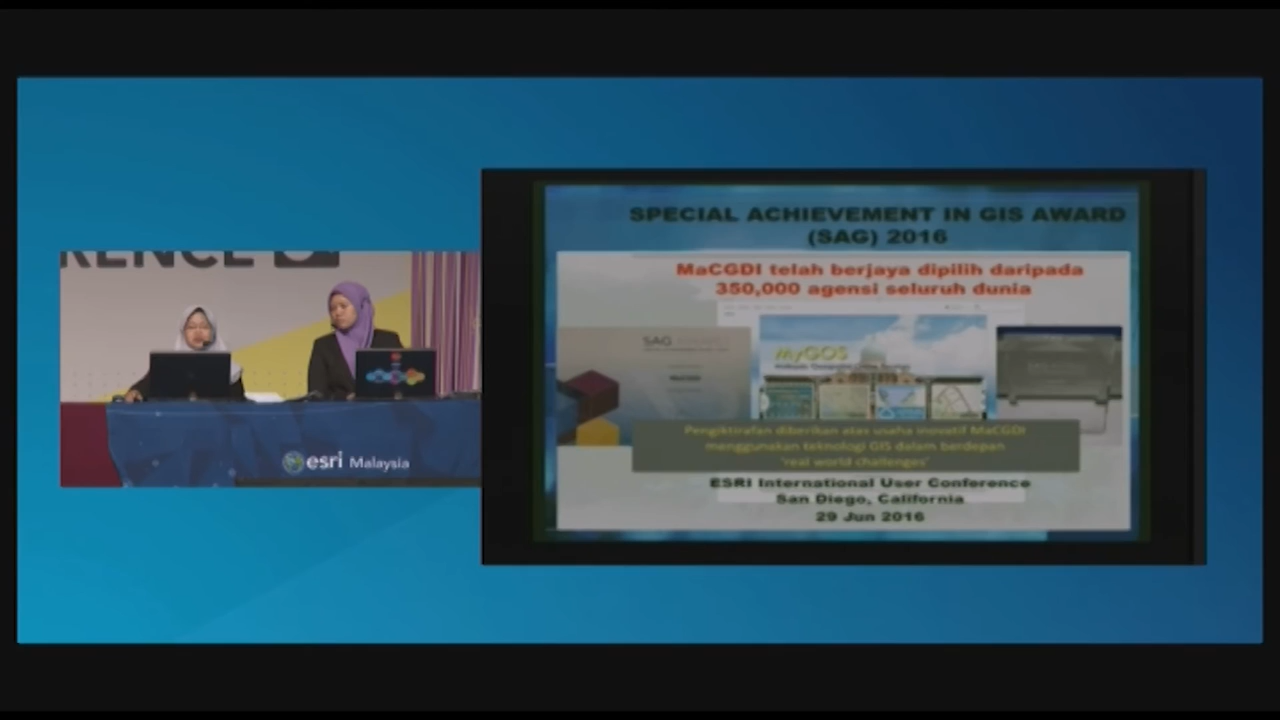 RENCE
esri Malaysia
SPECIAL ACHIEVEMENT IN GIS AWARD
(SAG) 2016
MaCGDI telah berjaya dipilih daripada
350,000 agensi seluruh dunia
SAG
myGOS
Pengiktirafan diberikan atas usaha inovatif MaCGDI
menggunakan teknologi GIS dalam berdepan
'real world challenges'
ESRI International User Conference
San Diego, California
29 Jun 2016